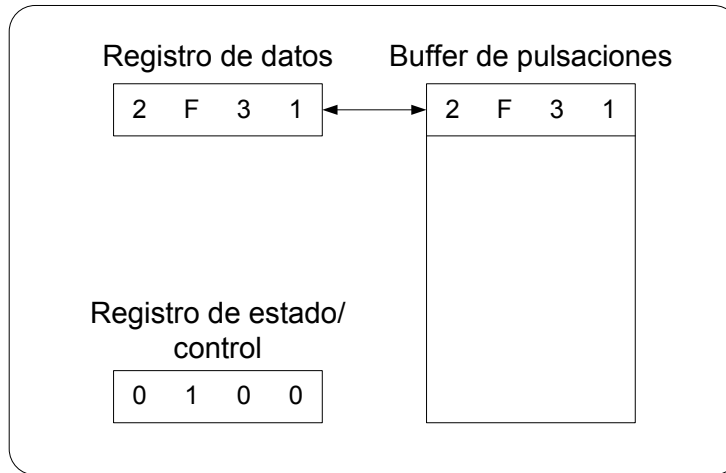 Registro de datos
2 F 3 1
Buffer de pulsaciones
2 F 3 1
Registro de estado/
control
0 1 0 0